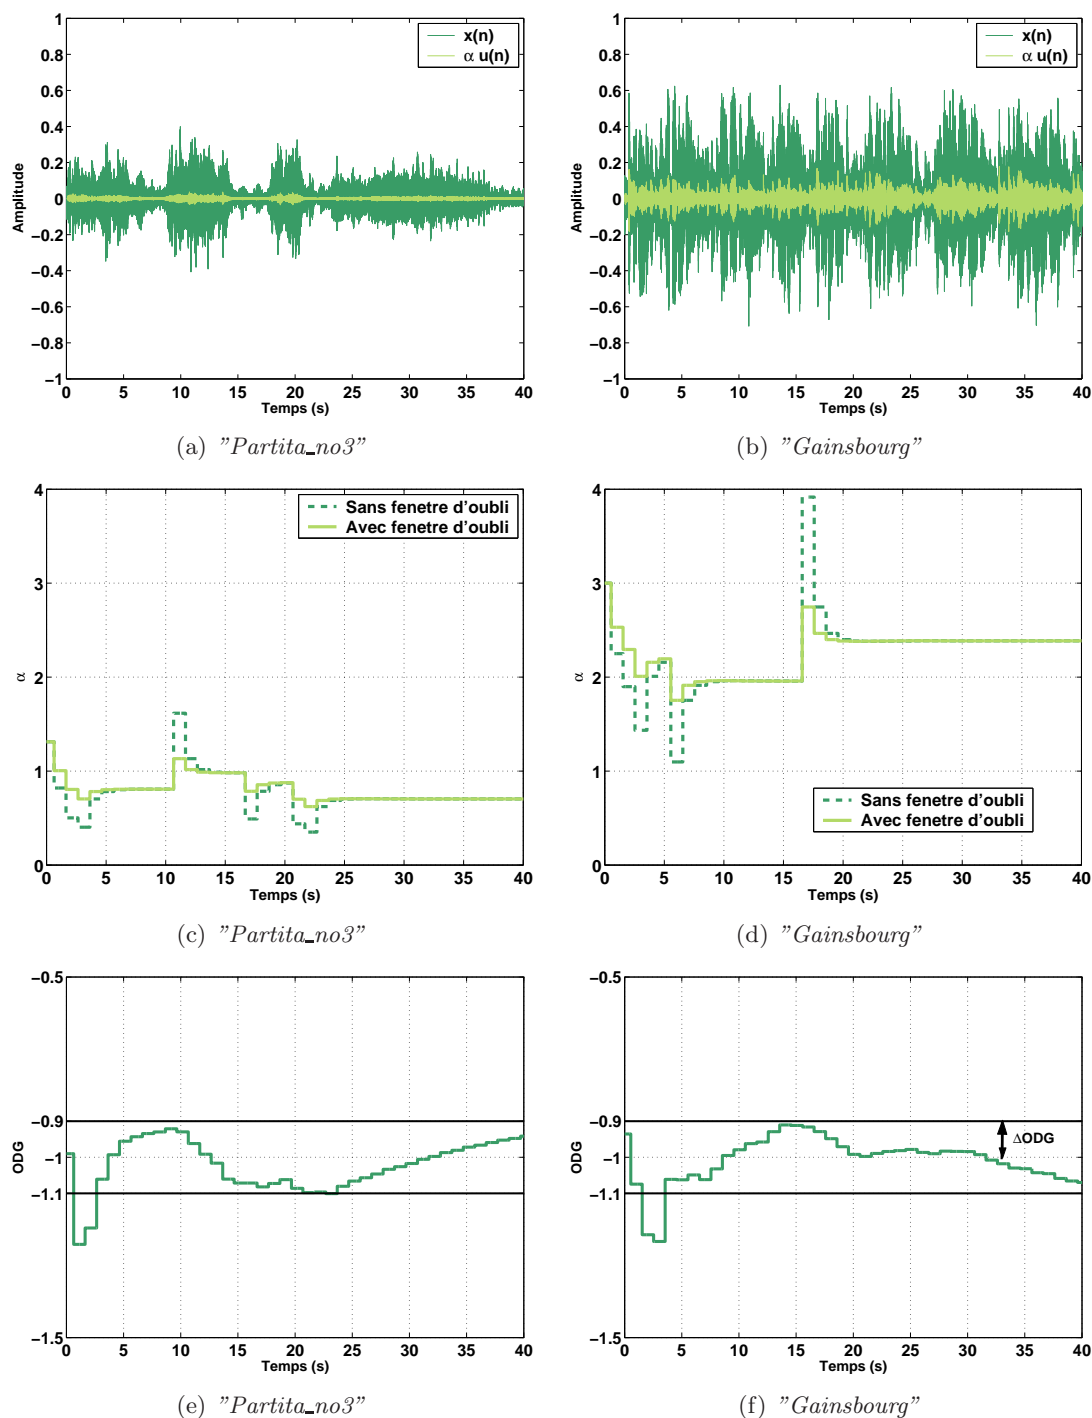 1
0.8
0.6
0.4
0.2
0
−0.2
−0.4
−0.6
−0.8
−1
Amplitude
x(n)
α u(n)
0 5 10 15 20 25 30 35 40
Temps (s)
(a) ”Partita_no3”
1
0.8
0.6
0.4
0.2
0
−0.2
−0.4
−0.6
−0.8
−1
Amplitude
x(n)
α u(n)
0 5 10 15 20 25 30 35 40
Temps (s)
(b) ”Gainsbourg”
4
3
2
1
0
α
Sans fenetre d’oubli
Avec fenetre d’oubli
0 5 10 15 20 25 30 35 40
Temps (s)
(c) ”Partita_no3”
4
3
2
1
0
α
Sans fenetre d’oubli
Avec fenetre d’oubli
0 5 10 15 20 25 30 35 40
Temps (s)
(d) ”Gainsbourg”
−0.5
−0.9
−1
−1.1
−1.5
ODG
0 5 10 15 20 25 30 35 40
Temps (s)
(e) ”Partita_no3”
−0.5
−0.9
−1
−1.1
−1.5
ODG
ΔODG
0 5 10 15 20 25 30 35 40
Temps (s)
(f) ”Gainsbourg”